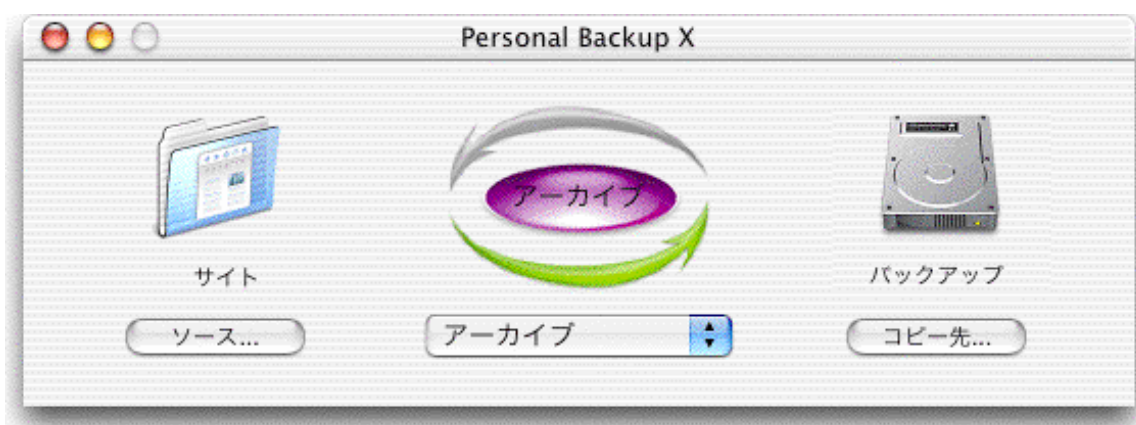 Personal Backup X
アーカイブ
サイト
バックアップ
ソース...
アーカイブ
コピー先...